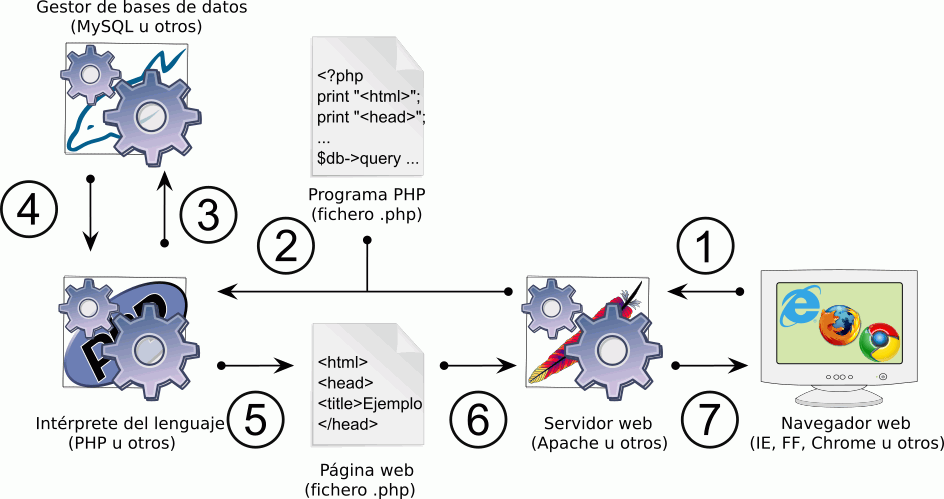 Gestor de bases de datos
(MySQL u otros)
<?php
print "<html>";
print "<head>";
...
$db->query ...
Programa PHP
(fichero .php)
4
3
2
1
PHP
Intérprete del lenguaje
(PHP u otros)
5
<html>
<head>
<title>Ejemplo
</head>
Página web
(fichero .php)
6
Servidor web
(Apache u otros)
7
Navegador web
(IE, FF, Chrome u otros)